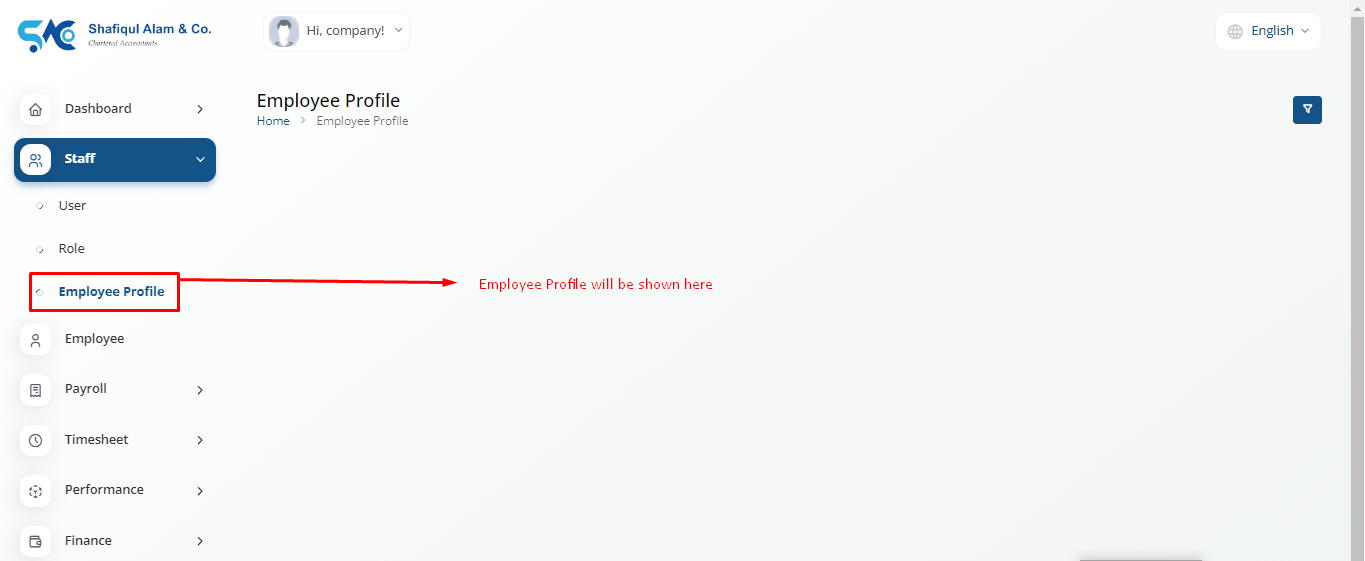 Shafiqul Alam & Co.
Chartered Accountants
Hi, company!
English
Dashboard
Employee Profile
Home > Employee Profile
Staff
User
Role
Employee Profile
Employee Profile will be shown here
Employee
Payroll
Timesheet
Performance
Finance